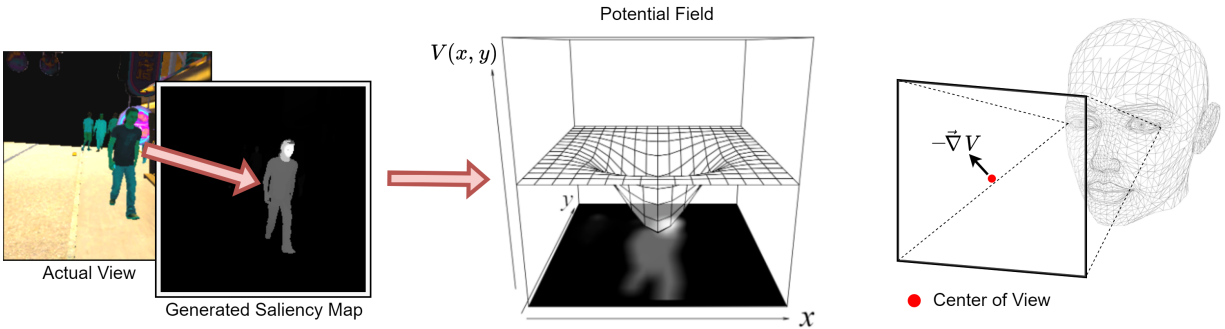 Potential Field
V(x, y)
y
x
Actual View
Generated Saliency Map
−∇⃗ V
Center of View